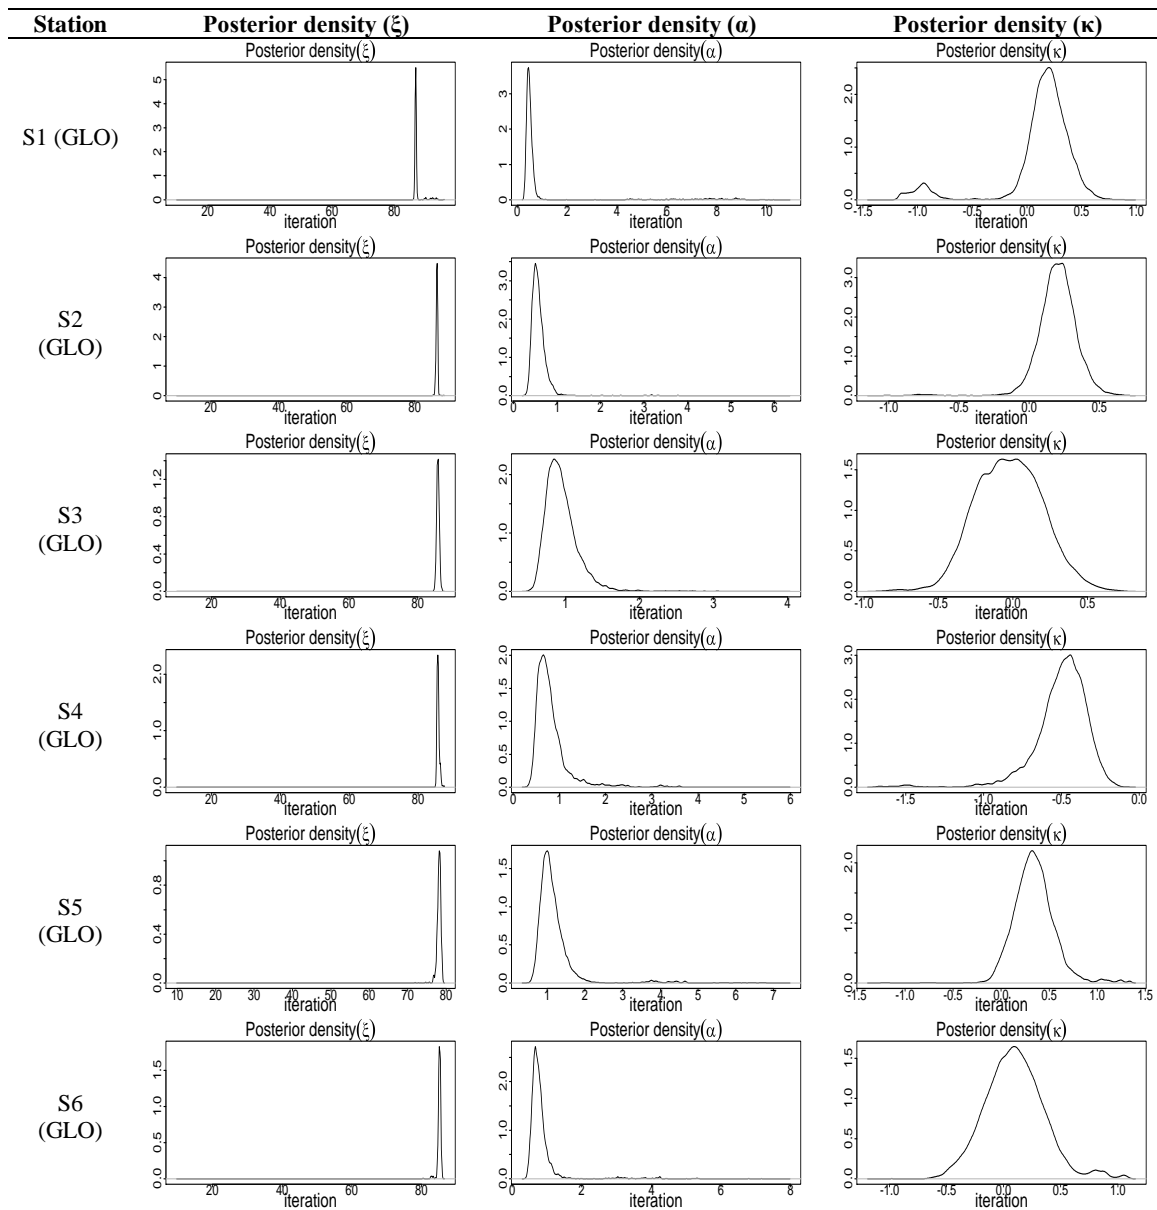 Station Posterior density (ξ) Posterior density (α) Posterior density (κ)
Posterior density(ξ) Posterior density(α) Posterior density(κ)
S1 (GLO)
0 1 2 3 4 5
20 40 60 80
iteration
0 1 2 3
0 2 4 6 8 10
iteration
0.0 1.0 2.0
-1.5 -1.0 -0.5 0.0 0.5 1.0
iteration
Posterior density(ξ) Posterior density(α) Posterior density(κ)
S2
(GLO)
0 1 2 3 4
20 40 60 80
iteration
0.0 1.0 2.0 3.0
0 1 2 3 4 5 6
iteration
0.0 1.0 2.0 3.0
-1.0 -0.5 0.0 0.5
iteration
Posterior density(ξ) Posterior density(α) Posterior density(κ)
S3
(GLO)
0.0 0.4 0.8 1.2
20 40 60 80
iteration
0.0 1.0 2.0
1 2 3 4
iteration
0.0 0.5 1.0 1.5
-1.0 -0.5 0.0 0.5
iteration
Posterior density(ξ) Posterior density(α) Posterior density(κ)
S4
(GLO)
0.0 1.0 2.0
20 40 60 80
iteration
0.0 0.5 1.0 1.5 2.0
0 1 2 3 4 5 6
iteration
0.0 1.0 2.0 3.0
-1.5 -1.0 -0.5 0.0
iteration
Posterior density(ξ) Posterior density(α) Posterior density(κ)
S5
(GLO)
0.0 0.4 0.8
10 20 30 40 50 60 70 80
iteration
0.0 0.5 1.0 1.5
1 2 3 4 5 6 7
iteration
0.0 1.0 2.0
-1.5 -1.0 -0.5 0.0 0.5 1.0 1.5
iteration
Posterior density(ξ) Posterior density(α) Posterior density(κ)
S6
(GLO)
0.0 0.5 1.0 1.5
20 40 60 80
iteration
0.0 1.0 2.0
0 2 4 6 8
iteration
0.0 0.5 1.0 1.5
-1.0 -0.5 0.0 0.5 1.0
iteration